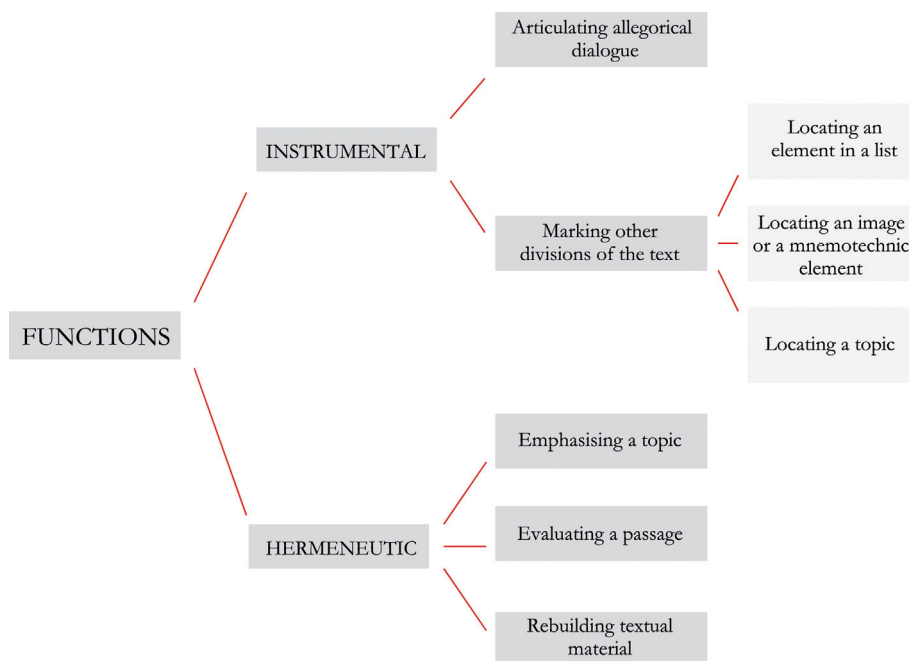 FUNCTIONS
INSTRUMENTAL
Articulating allegorical
dialogue
Marking other
divisions of the text
Locating an
element in a list
Locating an image
or a mnemotechnic
element
Locating a topic
HERMENEUTIC
Emphasising a topic
Evaluating a passage
Rebuilding textual
material